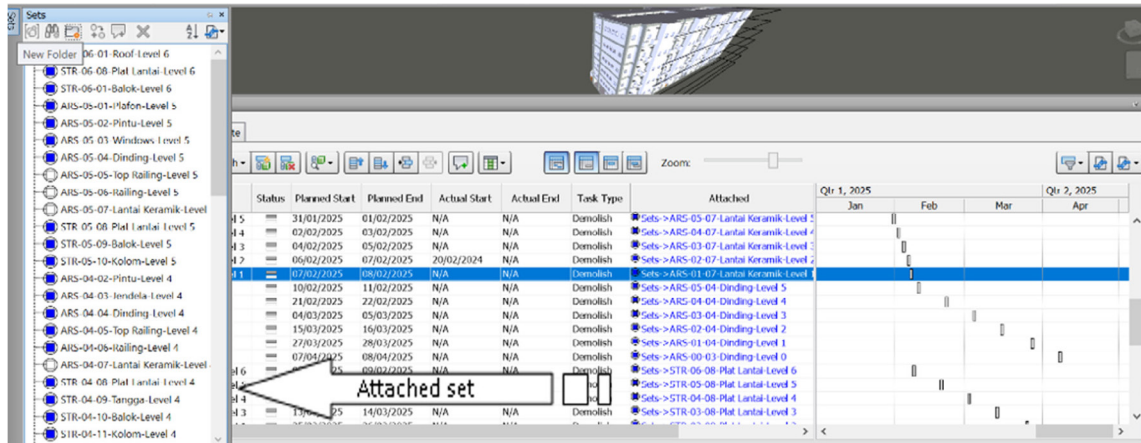 Sets
Sets
New Folder
06-01-Roof-Level 6
STR-06-08-Plat Lantai-Level 6
STR-06-01-Balok-Level 6
ARS-05-01-Plafon-Level 5
ARS-05-02-Pintu-Level 5
ARS-05-03-Windows-Level 5
ARS-05-04-Dinding-Level 5
ARS-05-05-Top Railing-Level 5
ARS-05-06-Railing-Level 5
ARS-05-07-Lantai Keramik-Level
STR-05-08-Plat Lantai-Level 5
STR-05-09-Balok-Level 5
STR-05-10-Kolom-Level 5
ARS-04-02-Pintu-Level 4
ARS-04-03-Jendela-Level 4
ARS-04-04-Dinding-Level 4
ARS-04-05-Top Railing-Level 4
ARS-04-06-Railing-Level 4
ARS-04-07-Lantai Keramik-Level
STR-04-08-Plat Lantai-Level 4
STR-04-09-Tangga-Level 4
STR-04-10-Balok-Level 4
STR-04-11-Kolom-Level 4
Zoom:
Status Planned Start Planned End Actual Start Actual End Task Type Attached
Qtr 1, 2025 Qtr 2, 2025
Jan Feb Mar Apr
el 5 31/01/2025 01/02/2025 N/A N/A Demolish Sets->ARS-05-07-Lantai Keramik-Level 5
el 4 02/02/2025 03/02/2025 N/A N/A Demolish Sets->ARS-04-07-Lantai Keramik-Level 4
el 3 04/02/2025 05/02/2025 N/A N/A Demolish Sets->ARS-03-07-Lantai Keramik-Level 3
el 2 06/02/2025 07/02/2025 20/02/2024 N/A Demolish Sets->ARS-02-07-Lantai Keramik-Level 2
el 1 07/02/2025 08/02/2025 N/A N/A Demolish Sets->ARS-01-07-Lantai Keramik-Level 1
10/02/2025 11/02/2025 N/A N/A Demolish Sets->ARS-05-04-Dinding-Level 5
21/02/2025 22/02/2025 N/A N/A Demolish Sets->ARS-04-04-Dinding-Level 4
04/03/2025 05/03/2025 N/A N/A Demolish Sets->ARS-03-04-Dinding-Level 3
15/03/2025 16/03/2025 N/A N/A Demolish Sets->ARS-02-04-Dinding-Level 2
27/03/2025 28/03/2025 N/A N/A Demolish Sets->ARS-01-04-Dinding-Level 1
07/04/2025 08/04/2025 N/A N/A Demolish Sets->ARS-00-03-Dinding-Level 0
el 6 09/02/2025 N/A N/A Demolish Sets->STR-06-08-Plat Lantai-Level 6
Sets->STR-05-08-Plat Lantai-Level 5
Sets->STR-04-08-Plat Lantai-Level 4
el 3 14/03/2025 N/A N/A Demolish Sets->STR-03-08-Plat Lantai-Level 3
Attached set